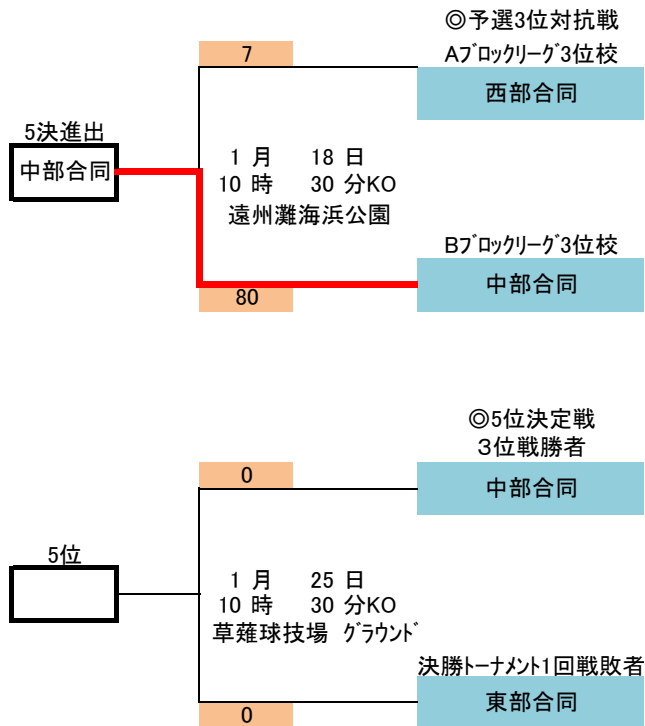 ◎予選3位対抗戦
7
Aブロックリーグ3位校
西部合同
5決進出
中部合同
1 月 18 日
10 時 30 分KO
遠州灘海浜公園
Bブロックリーグ3位校
中部合同
80
◎5位決定戦
3位戦勝者
0
中部合同
5位
1 月 25 日
10 時 30 分KO
草薙球技場 グラウンド
決勝トーナメント1回戦敗者
東部合同
0